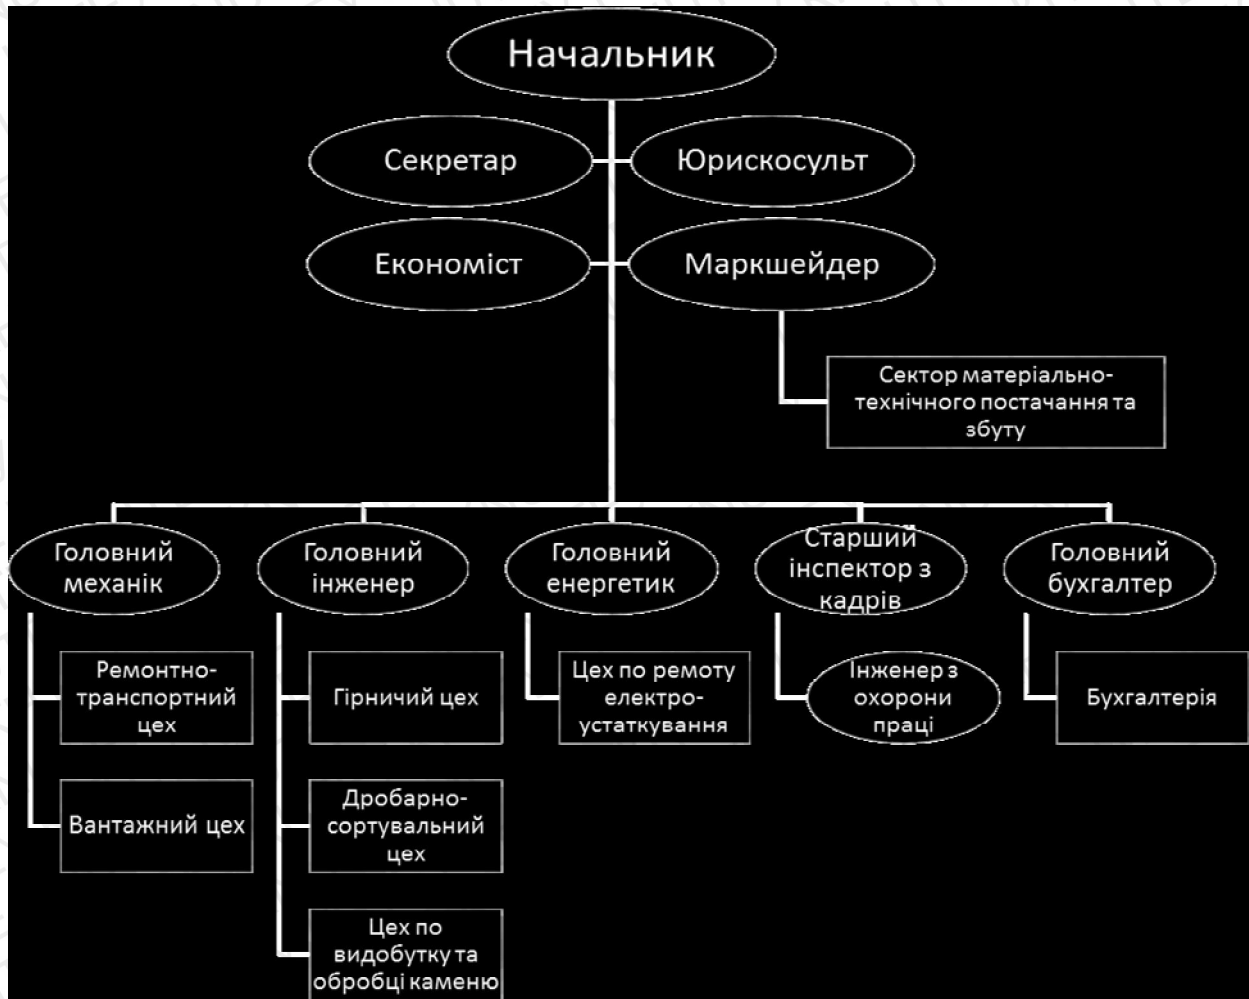 Начальник
Секретар
Юрискосульт
Економіст
Маркшейдер
Сектор матеріально-
технічного постачання та
збуту
Головний
механік
Головний
інженер
Головний
енергетик
Старший
інспектор з
кадрів
Головний
бухгалтер
Ремонтно-
транспортний
цех
Гірничий цех
Цех по ремоту
електро-
устаткування
Інженер з
охорони
праці
Бухгалтерія
Вантажний цех
Дробарно-
сортувальний
цех
Цех по
видобутку та
обробці каменю